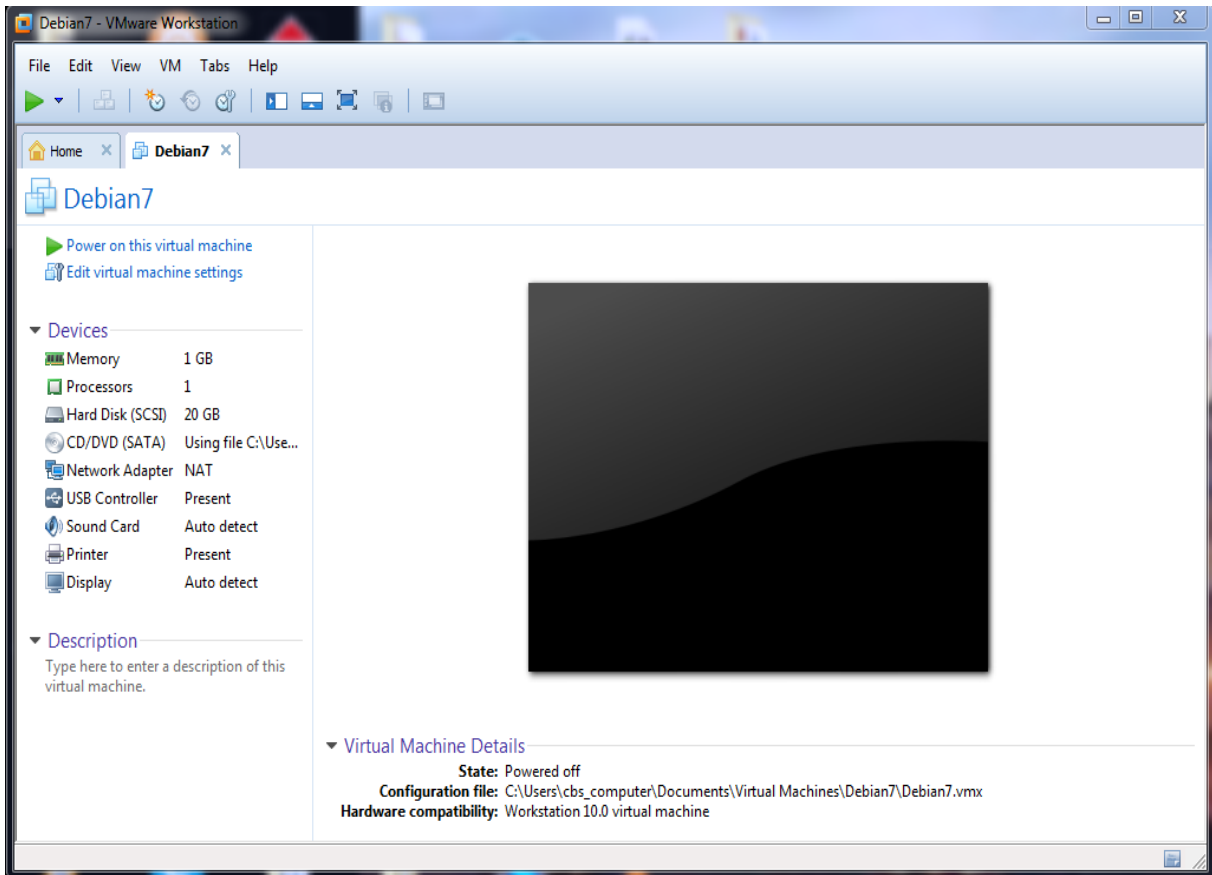 Debian7 - VMware Workstation
File Edit View VM Tabs Help
Home Debian7
Debian7
Power on this virtual machine
Edit virtual machine settings
Devices
Memory 1 GB
Processors 1
Hard Disk (SCSI) 20 GB
CD/DVD (SATA) Using file C:\Use...
Network Adapter NAT
USB Controller Present
Sound Card Auto detect
Printer Present
Display Auto detect
Description
Type here to enter a description of this
virtual machine.
Virtual Machine Details
State: Powered off
Configuration file: C:\Users\cbs_computer\Documents\Virtual Machines\Debian7\Debian7.vmx
Hardware compatibility: Workstation 10.0 virtual machine